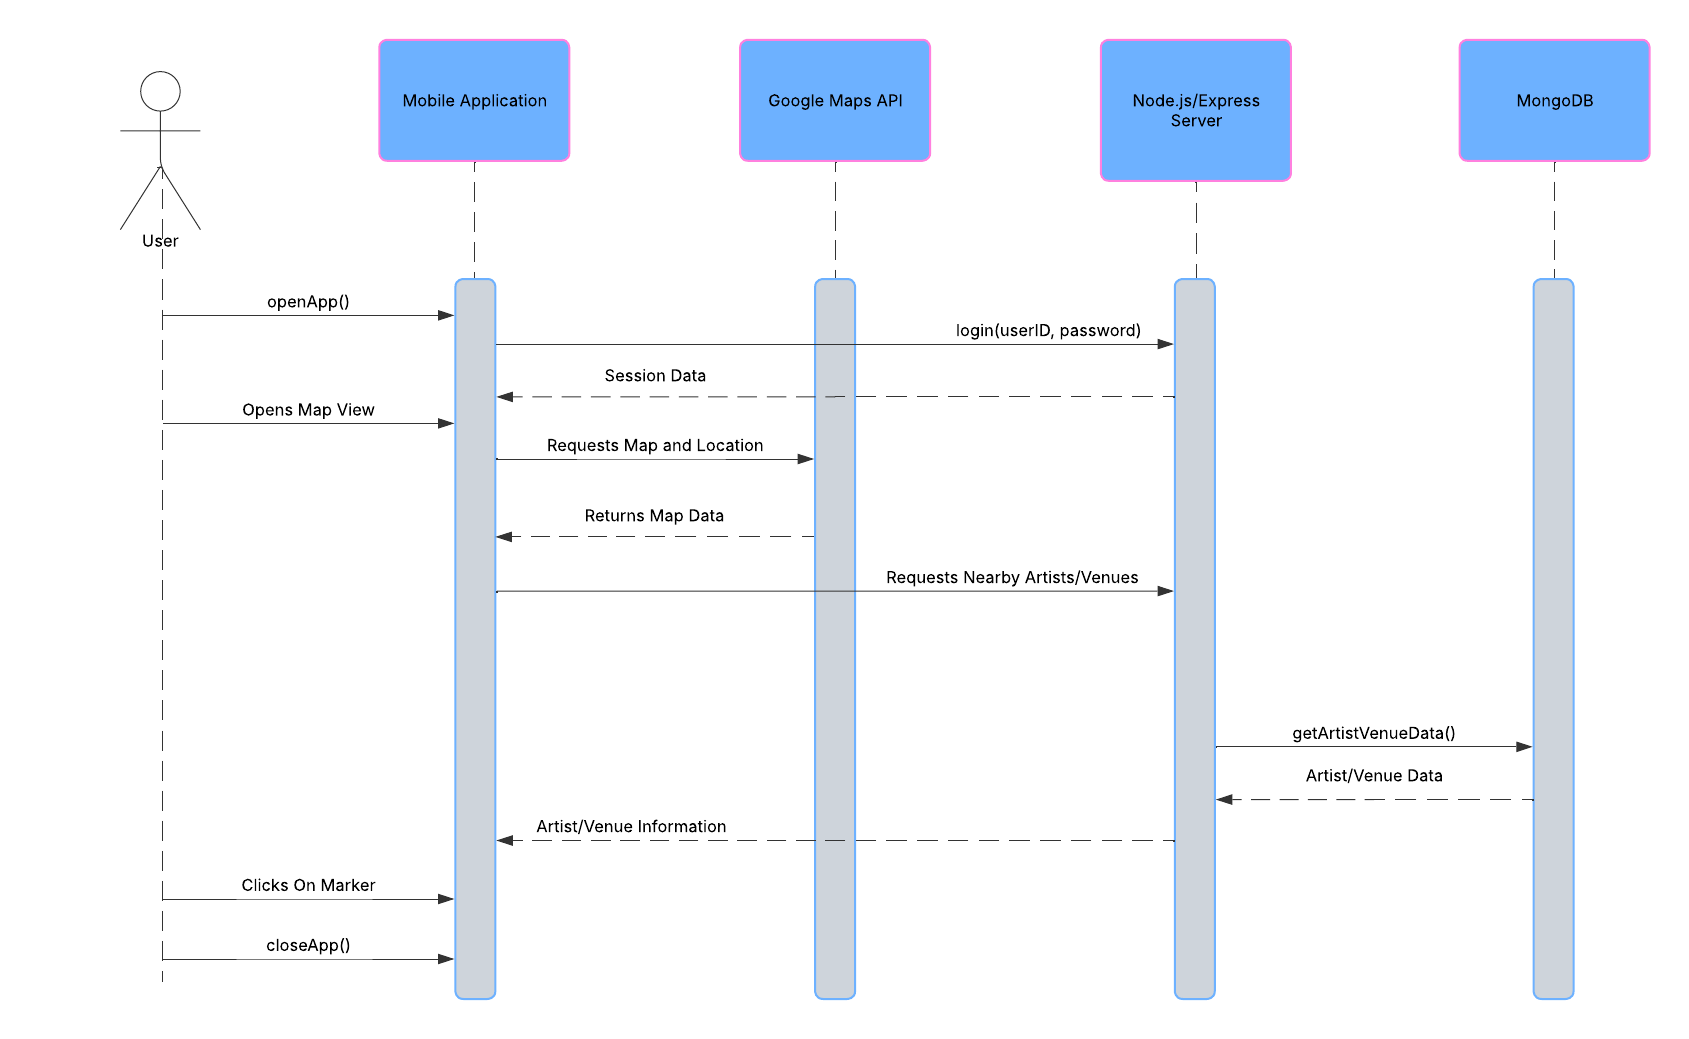 Mobile Application
Google Maps API
Node.js/Express
Server
MongoDB
User
openApp()
login(userID, password)
Session Data
Opens Map View
Requests Map and Location
Returns Map Data
Requests Nearby Artists/Venues
getArtistVenueData()
Artist/Venue Data
Artist/Venue Information
Clicks On Marker
closeApp()